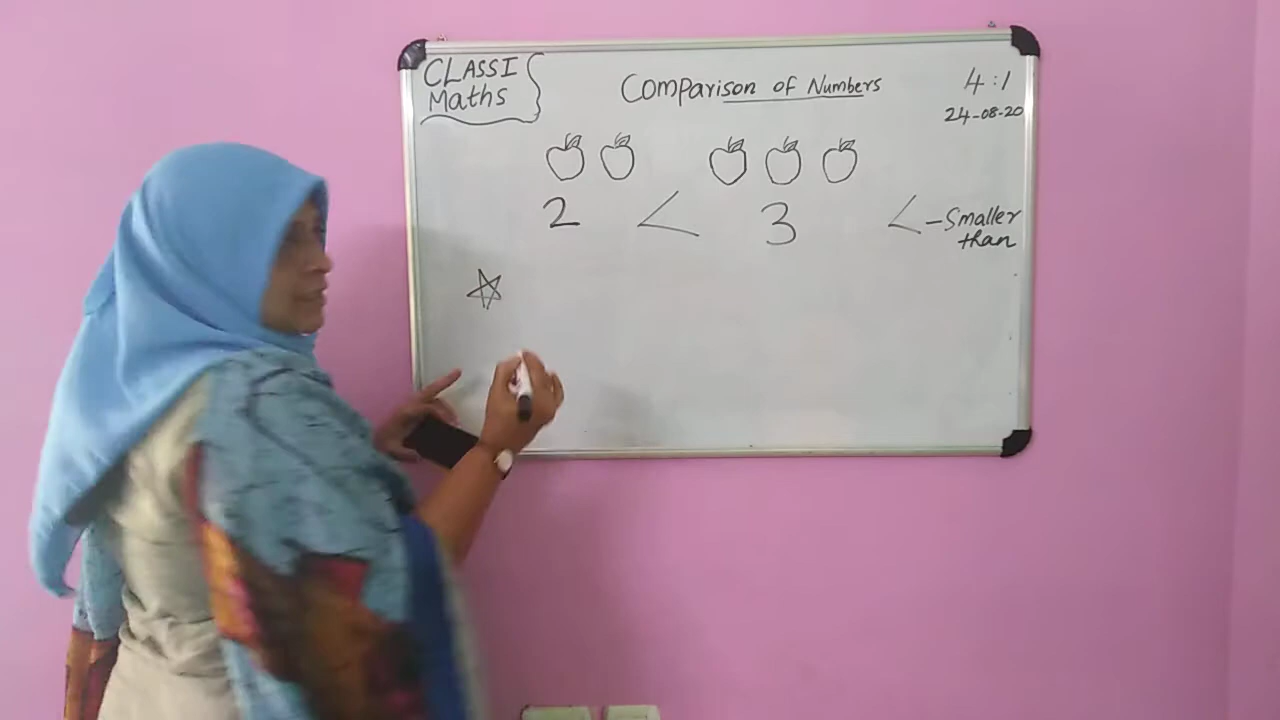 CLASS I
Maths
Comparison of Numbers
4:1
24-08-20
2 < 3
< - Smaller
than